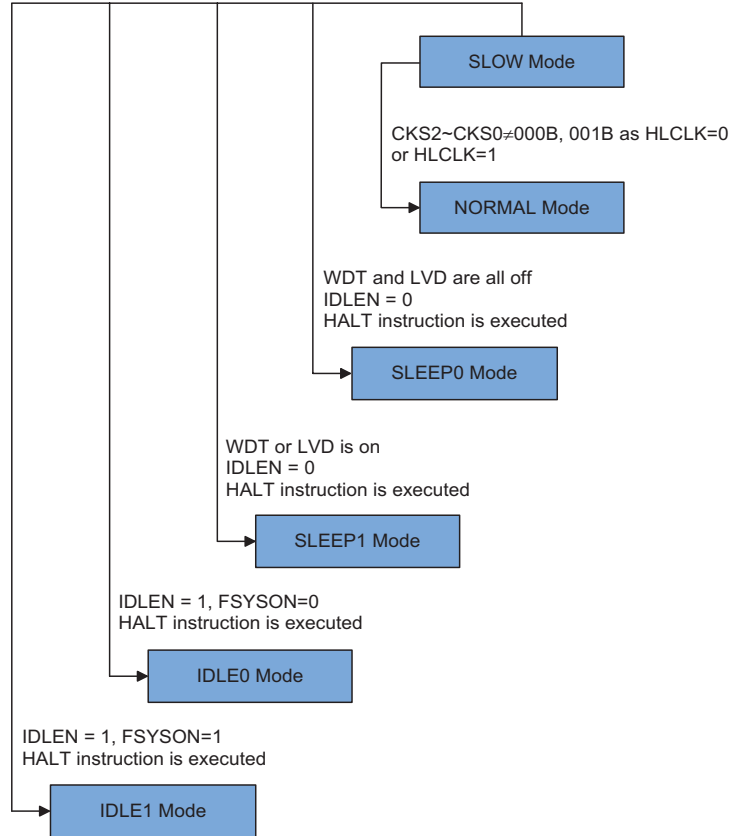 SLOW Mode
CKS2~CKS0≠000B, 001B as HLCLK=0
or HLCLK=1
NORMAL Mode
WDT and LVD are all off
IDLEN = 0
HALT instruction is executed
SLEEP0 Mode
WDT or LVD is on
IDLEN = 0
HALT instruction is executed
SLEEP1 Mode
IDLEN = 1, FSYSON=0
HALT instruction is executed
IDLE0 Mode
IDLEN = 1, FSYSON=1
HALT instruction is executed
IDLE1 Mode